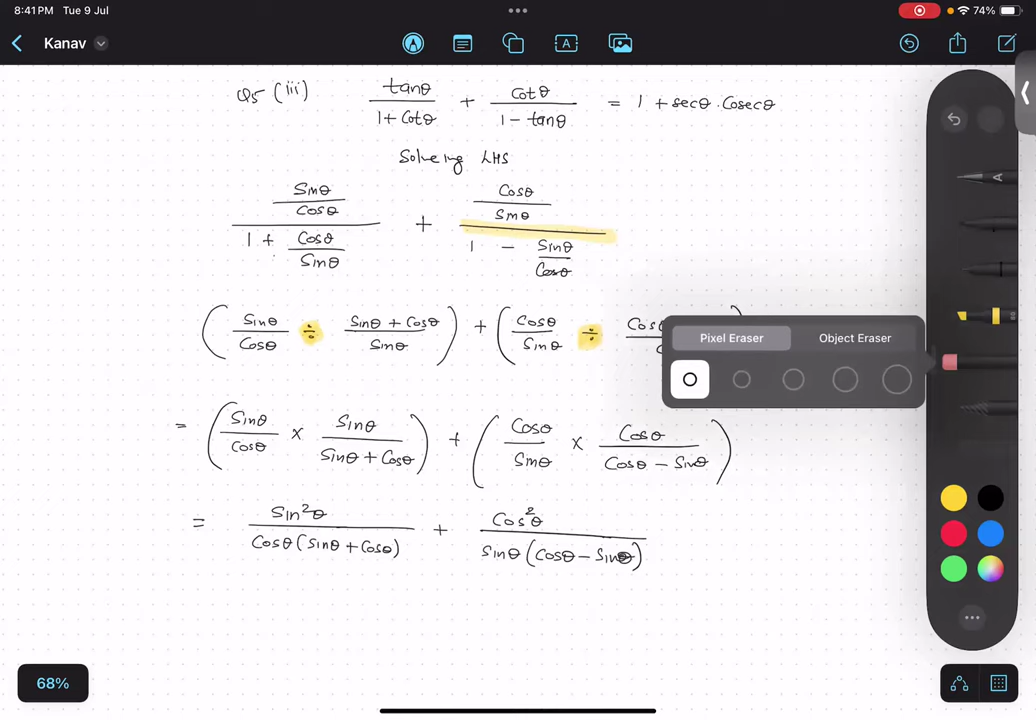 8:41 PM Tue 9 Jul 74%
Kanav A
Q5 (iii) tanθ/(1 + Cotθ) + Cotθ/(1 - tanθ) = 1 + secθ · Cosecθ
A
Solving LHS
(Sinθ/Cosθ)/(1 + Cosθ/Sinθ) + (Cosθ/Sinθ)/(1 - Sinθ/Cosθ)
(Sinθ/Cosθ ÷ (Sinθ + Cosθ)/Sinθ) + (Cosθ/Sinθ ÷
Pixel Eraser Object Eraser
= (Sinθ/Cosθ × Sinθ/(Sinθ + Cosθ)) + (Cosθ/Sinθ × Cosθ/(Cosθ - Sinθ))
= Sin²θ/(Cosθ(Sinθ + Cosθ)) + Cos²θ/(Sinθ(Cosθ - Sinθ))
68%